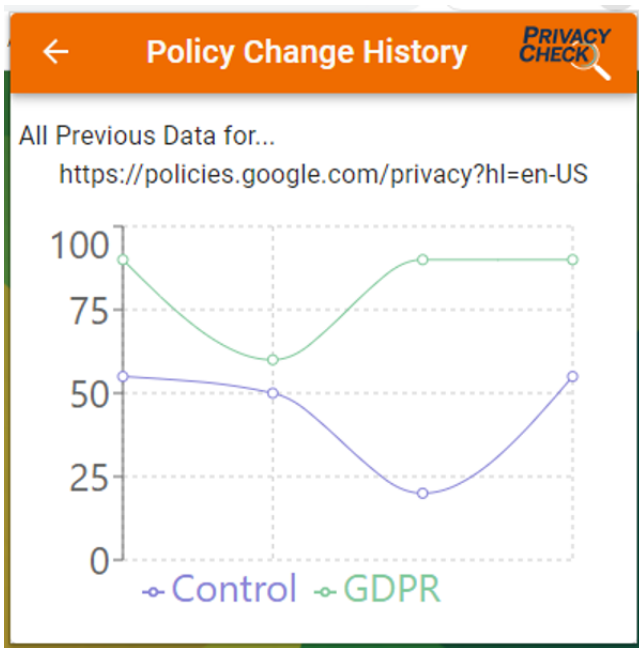 Policy Change History
PRIVACY
CHECK
All Previous Data for...
https://policies.google.com/privacy?hl=en-US
100
75
50
25
0
Control GDPR